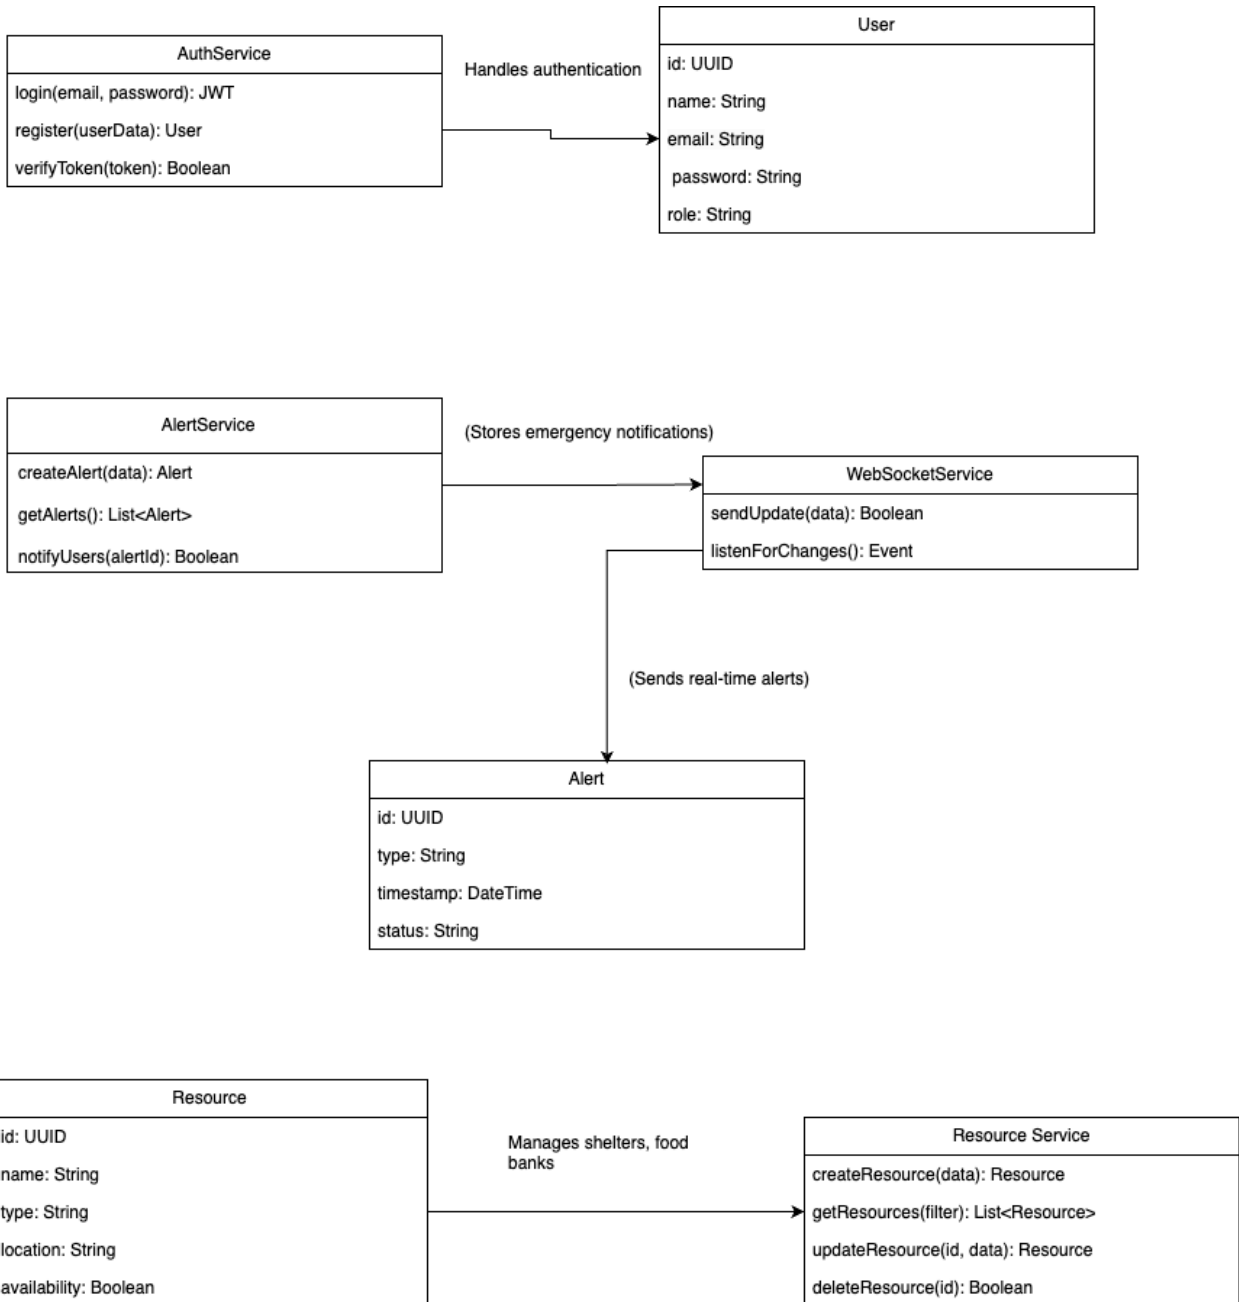 AuthService
login(email, password): JWT
register(userData): User
verifyToken(token): Boolean
Handles authentication
User
id: UUID
name: String
email: String
password: String
role: String
AlertService
createAlert(data): Alert
getAlerts(): List<Alert>
notifyUsers(alertId): Boolean
(Stores emergency notifications)
WebSocketService
sendUpdate(data): Boolean
listenForChanges(): Event
(Sends real-time alerts)
Alert
id: UUID
type: String
timestamp: DateTime
status: String
Resource
id: UUID
name: String
type: String
location: String
availability: Boolean
Manages shelters, food
banks
Resource Service
createResource(data): Resource
getResources(filter): List<Resource>
updateResource(id, data): Resource
deleteResource(id): Boolean